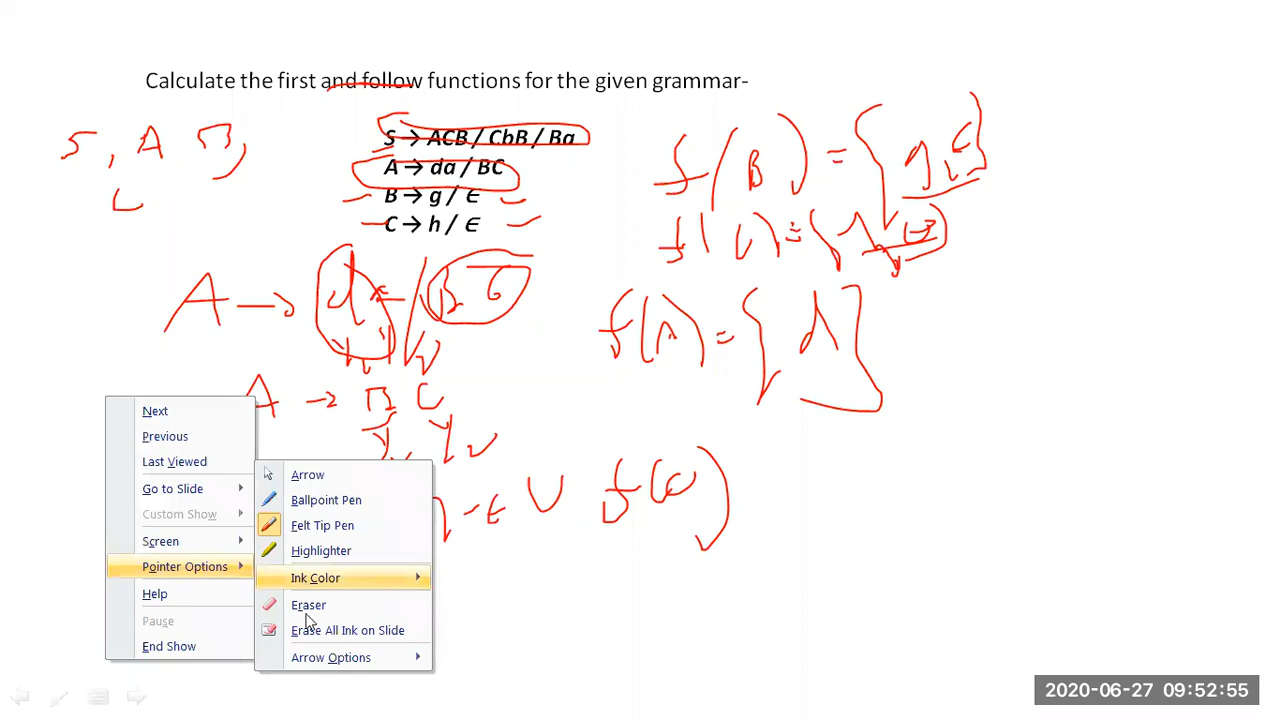 Calculate the first and follow functions for the given grammar-
S → ACB / CbB / Ba
A → da / BC
B → g / ϵ
C → h / ϵ
S, A B,
C
f(B) = {g, ϵ}
A →
f(A) = {d}
A → B C
- ϵ U f(C)
Next
Previous
Last Viewed
Go to Slide
Custom Show
Screen
Pointer Options
Help
Pause
End Show
Arrow
Ballpoint Pen
Felt Tip Pen
Highlighter
Ink Color
Eraser
Erase All Ink on Slide
Arrow Options
2020-06-27 09:52:55